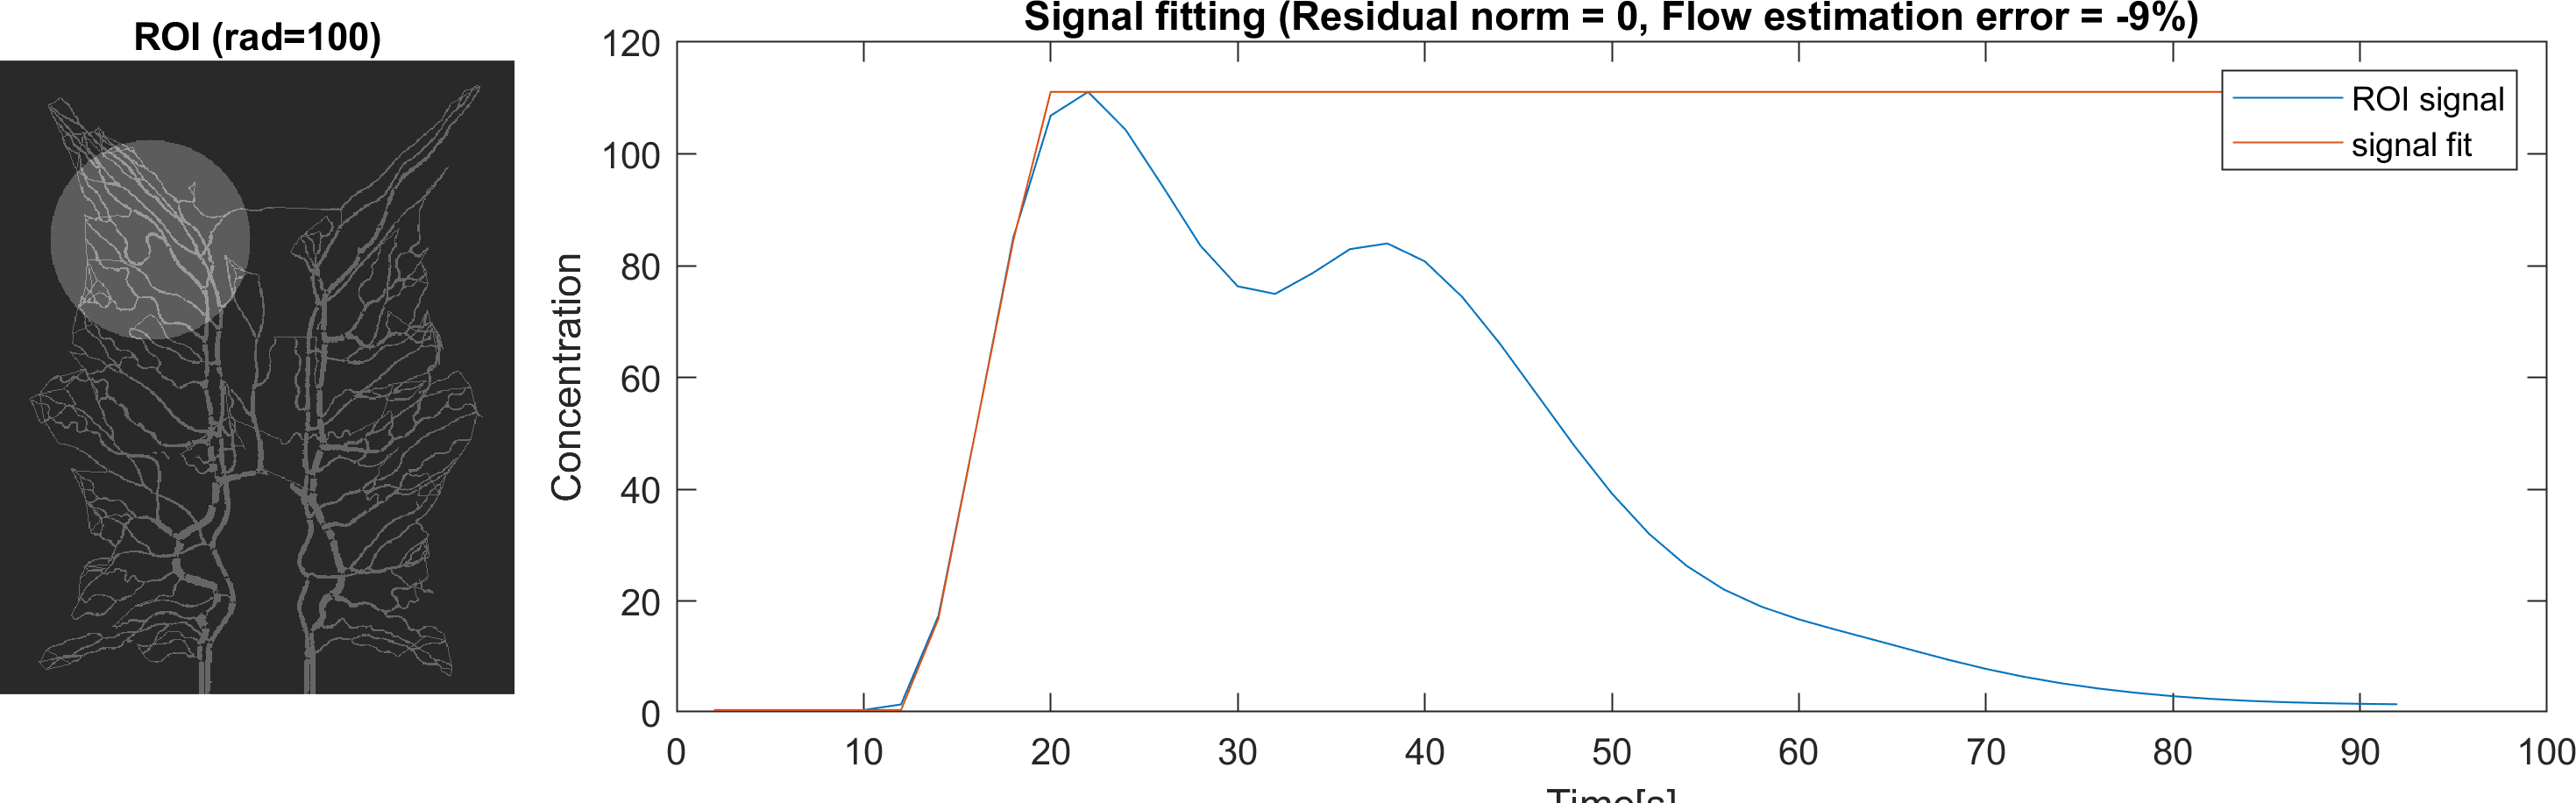 ROI (rad=100)
Signal fitting (Residual norm = 0, Flow estimation error = -9%)
120
100
80
60
40
20
0
Concentration
ROI signal
signal fit
0 10 20 30 40 50 60 70 80 90 100
Time[s]